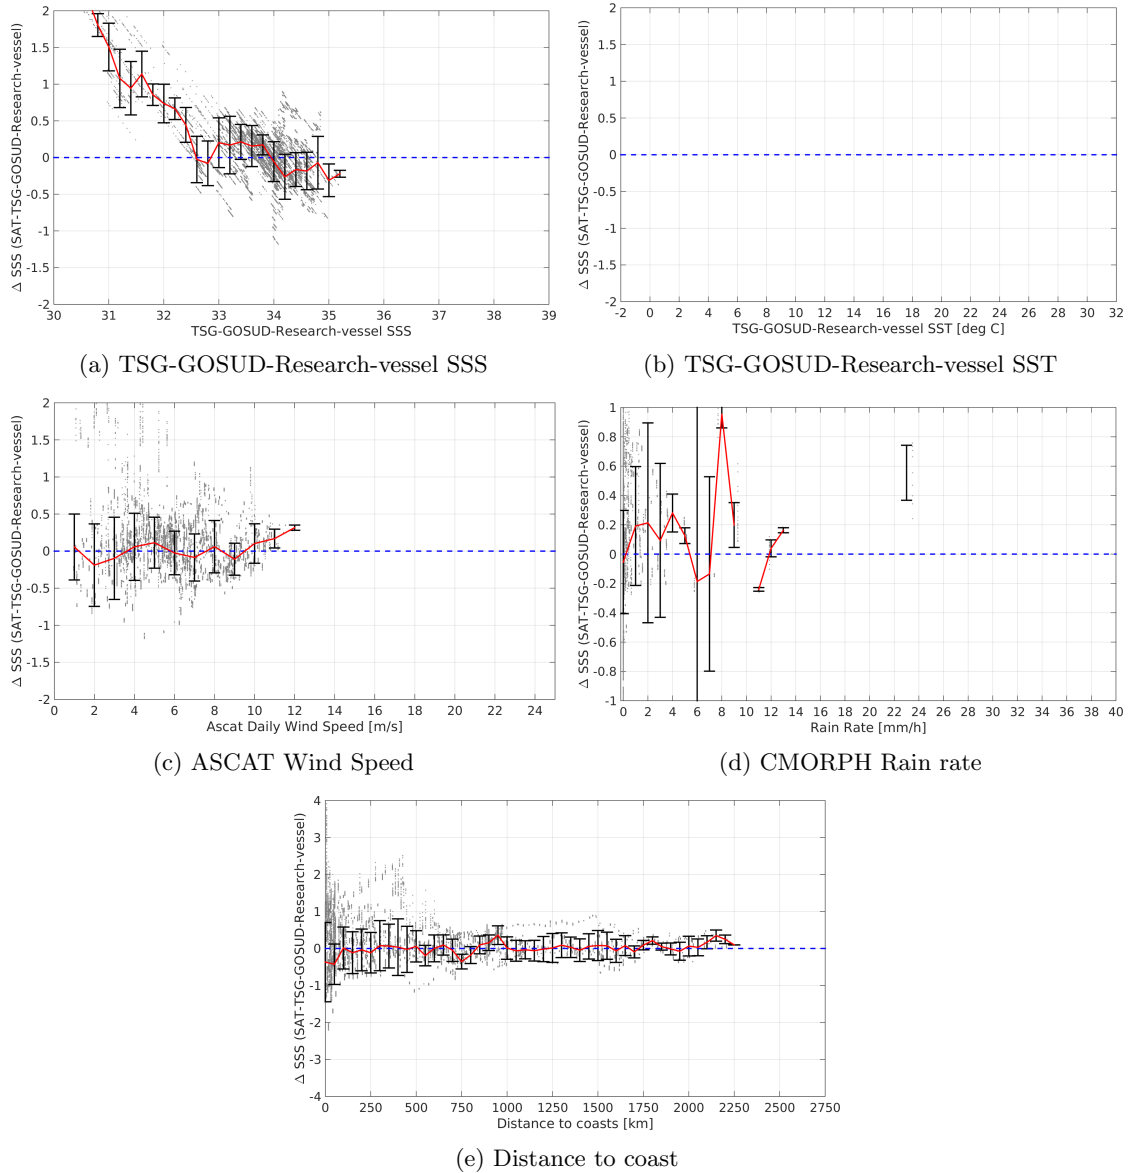 2
1.5
1
0.5
0
-0.5
-1
-1.5
-2
Δ SSS (SAT-TSG-GOSUD-Research-vessel)
30 31 32 33 34 35 36 37 38 39
TSG-GOSUD-Research-vessel SSS
(a) TSG-GOSUD-Research-vessel SSS
2
1.5
1
0.5
0
-0.5
-1
-1.5
-2
Δ SSS (SAT-TSG-GOSUD-Research-vessel)
-2 0 2 4 6 8 10 12 14 16 18 20 22 24 26 28 30 32
TSG-GOSUD-Research-vessel SST [deg C]
(b) TSG-GOSUD-Research-vessel SST
2
1.5
1
0.5
0
-0.5
-1
-1.5
-2
Δ SSS (SAT-TSG-GOSUD-Research-vessel)
0 2 4 6 8 10 12 14 16 18 20 22 24
Ascat Daily Wind Speed [m/s]
(c) ASCAT Wind Speed
1
0.8
0.6
0.4
0.2
0
-0.2
-0.4
-0.6
-0.8
-1
Δ SSS (SAT-TSG-GOSUD-Research-vessel)
0 2 4 6 8 10 12 14 16 18 20 22 24 26 28 30 32 34 36 38 40
Rain Rate [mm/h]
(d) CMORPH Rain rate
4
3
2
1
0
-1
-2
-3
-4
Δ SSS (SAT-TSG-GOSUD-Research-vessel)
0 250 500 750 1000 1250 1500 1750 2000 2250 2500 2750
Distance to coasts [km]
(e) Distance to coast